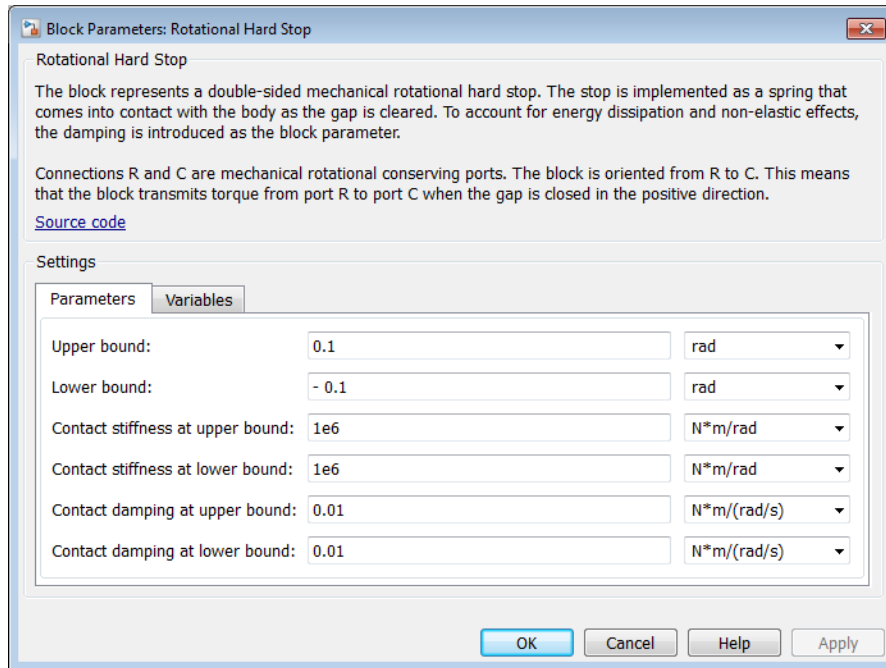 Block Parameters: Rotational Hard Stop
Rotational Hard Stop
The block represents a double-sided mechanical rotational hard stop. The stop is implemented as a spring that
comes into contact with the body as the gap is cleared. To account for energy dissipation and non-elastic effects,
the damping is introduced as the block parameter.
Connections R and C are mechanical rotational conserving ports. The block is oriented from R to C. This means
that the block transmits torque from port R to port C when the gap is closed in the positive direction.
Source code
Settings
Parameters Variables
Upper bound: 0.1 rad
Lower bound: - 0.1 rad
Contact stiffness at upper bound: 1e6 N*m/rad
Contact stiffness at lower bound: 1e6 N*m/rad
Contact damping at upper bound: 0.01 N*m/(rad/s)
Contact damping at lower bound: 0.01 N*m/(rad/s)
OK Cancel Help Apply